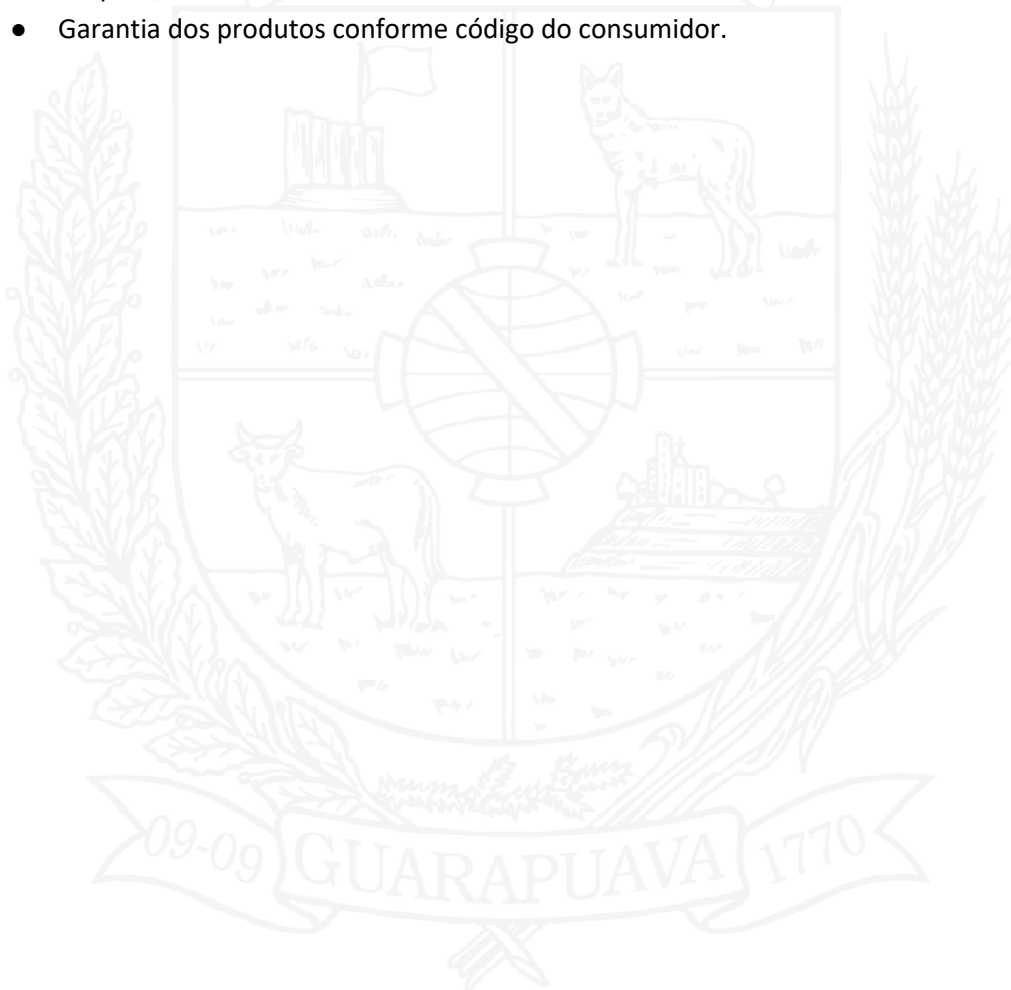 ● Garantia dos produtos conforme código do consumidor.
09-09 GUARAPUAVA 1770